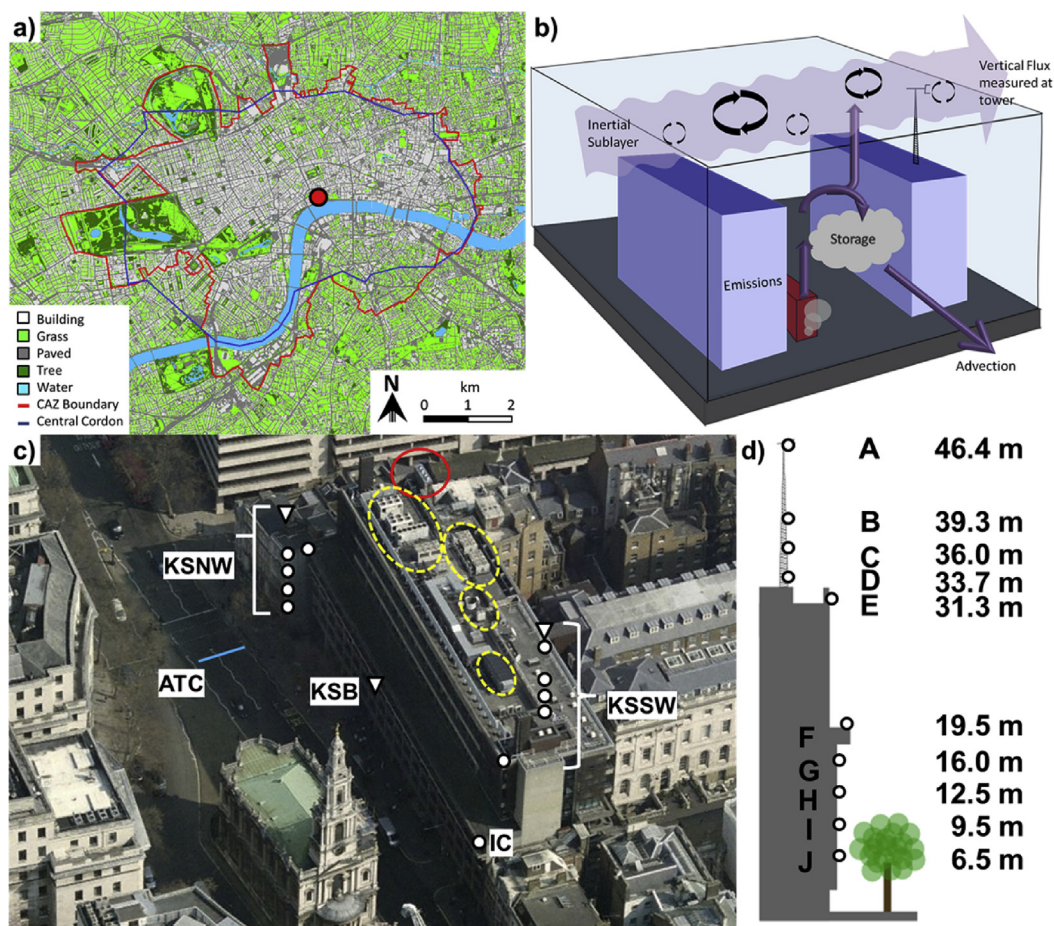 a)
Building
Grass
Paved
Tree
Water
CAZ Boundary
Central Cordon
N
km
0 1 2
b)
Vertical Flux
measured at
tower
Inertial
Sublayer
Storage
Emissions
Advection
c)
KSNW
ATC
KSB
KSSW
IC
d)
A 46.4 m
B 39.3 m
C 36.0 m
D 33.7 m
E 31.3 m
F 19.5 m
G 16.0 m
H 12.5 m
I 9.5 m
J 6.5 m